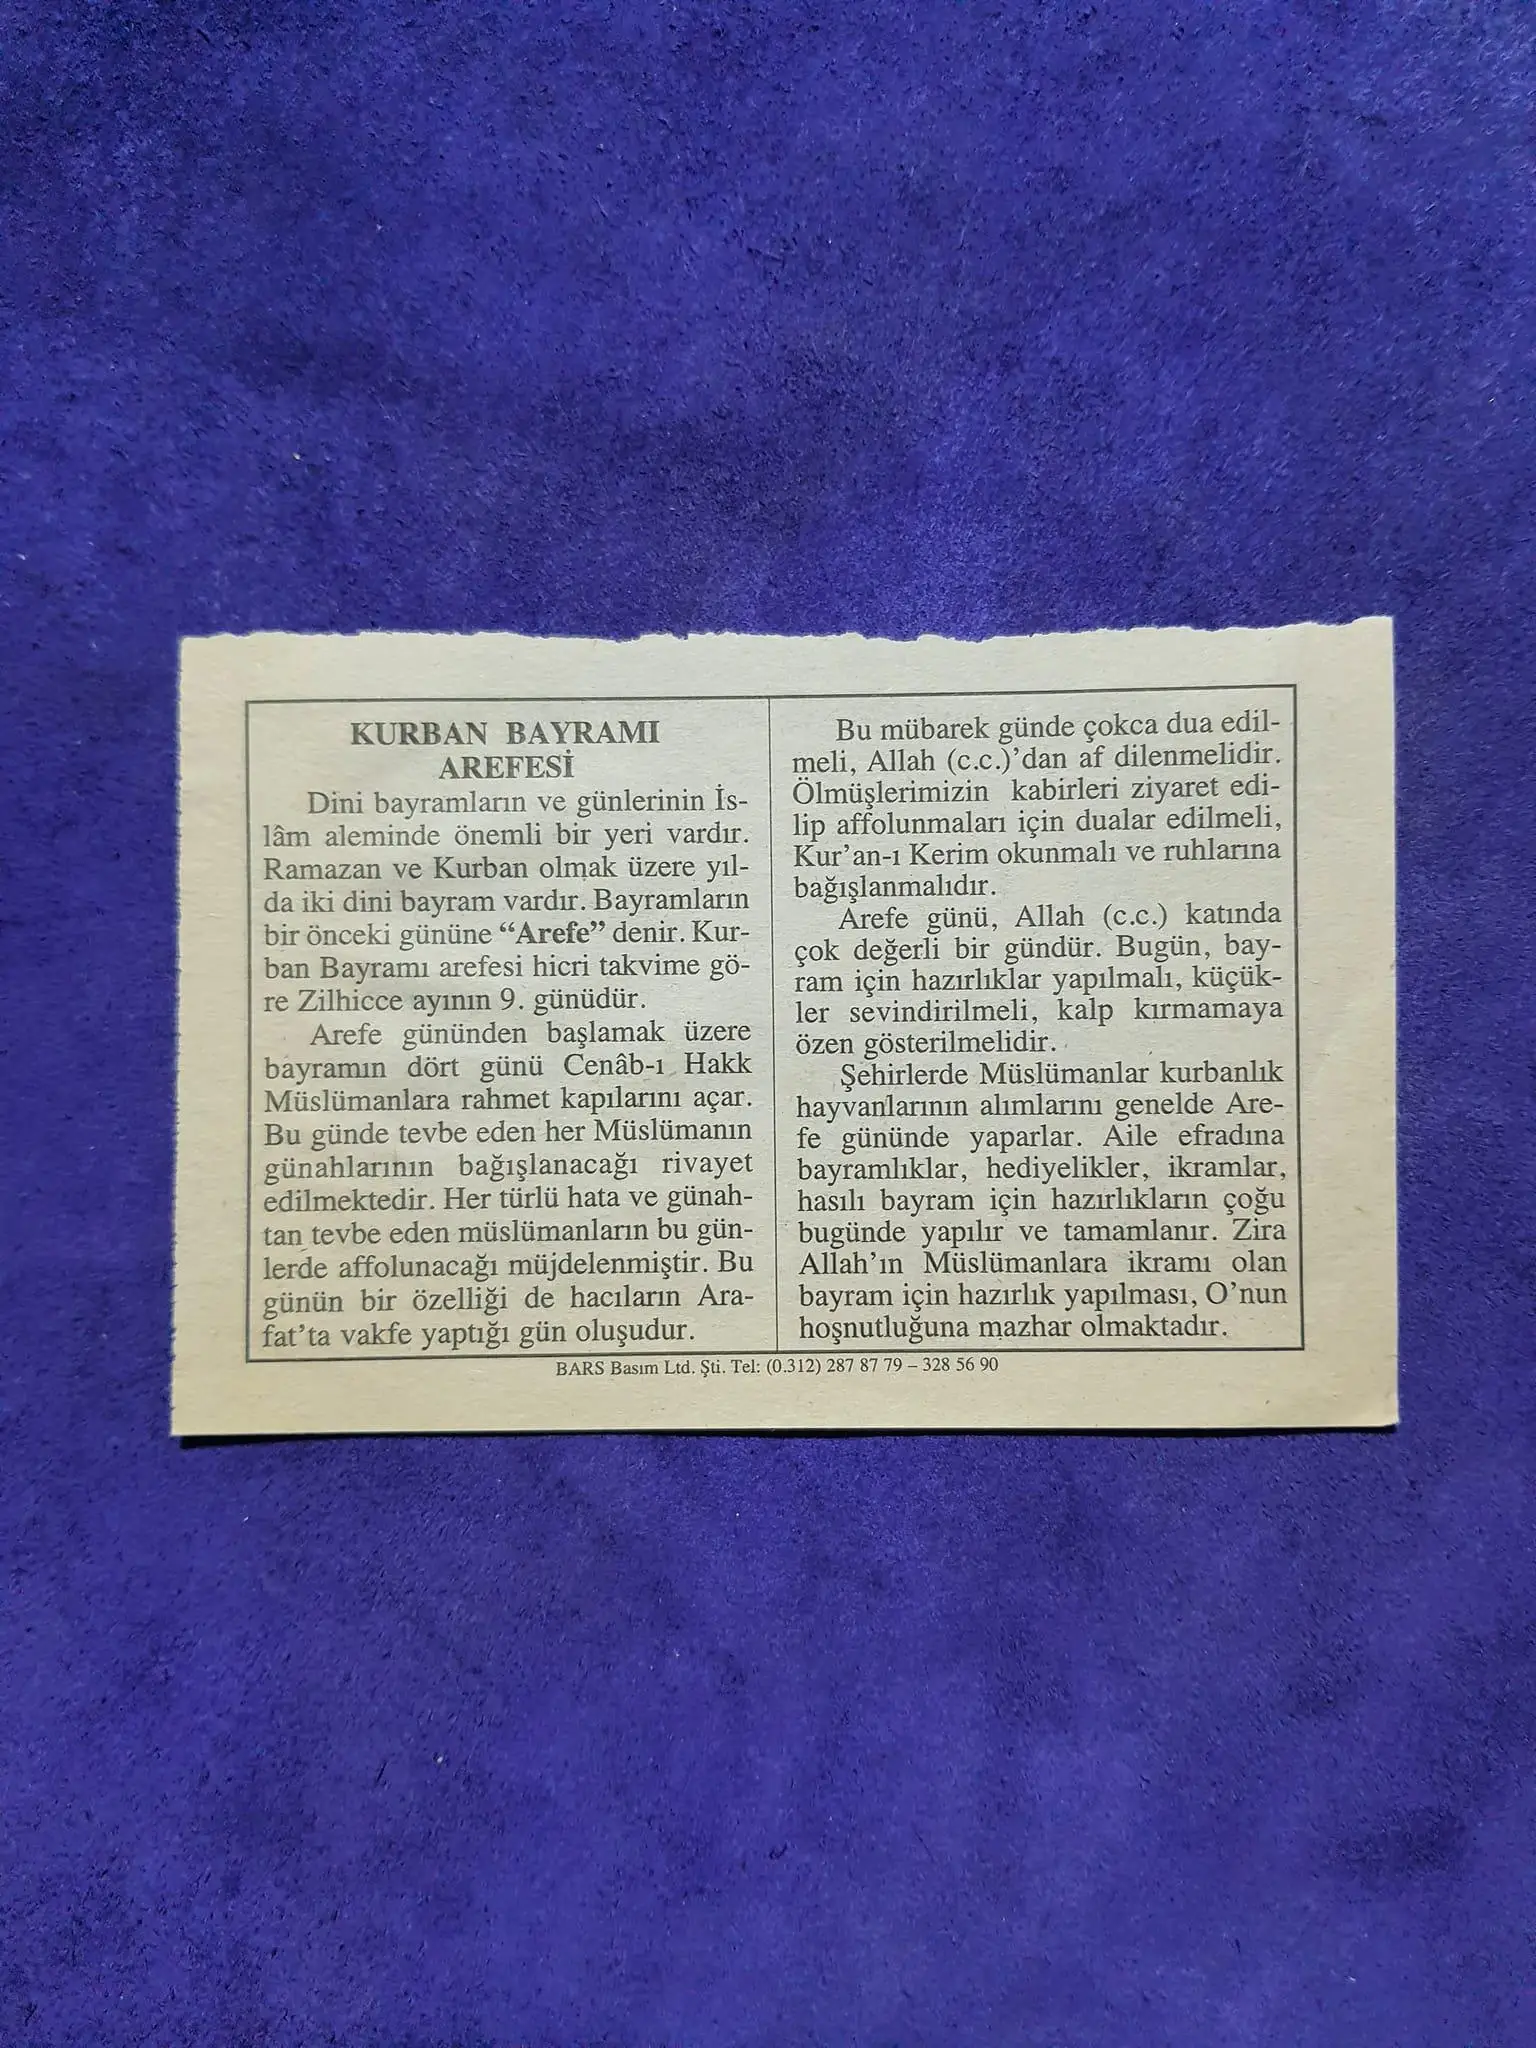 KURBAN BAYRAMI
AREFESİ
Dini bayramların ve günlerinin İs-
lâm aleminde önemli bir yeri vardır.
Ramazan ve Kurban olmak üzere yıl-
da iki dini bayram vardır. Bayramların
bir önceki gününe “Arefe” denir. Kur-
ban Bayramı arefesi hicri takvime gö-
re Zilhicce ayının 9. günüdür.
Arefe gününden başlamak üzere
bayramın dört günü Cenâb-ı Hakk
Müslümanlara rahmet kapılarını açar.
Bu günde tevbe eden her Müslümanın
günahlarının bağışlanacağı rivayet
edilmektedir. Her türlü hata ve günah-
tan tevbe eden müslümanların bu gün-
lerde affolunacağı müjdelenmiştir. Bu
günün bir özelliği de hacıların Ara-
fat’ta vakfe yaptığı gün oluşudur.
Bu mübarek günde çokca dua edil-
meli, Allah (c.c.)’dan af dilenmelidir.
Ölmüşlerimizin kabirleri ziyaret edi-
lip affolunmaları için dualar edilmeli,
Kur’an-ı Kerim okunmalı ve ruhlarına
bağışlanmalıdır.
Arefe günü, Allah (c.c.) katında
çok değerli bir gündür. Bugün, bay-
ram için hazırlıklar yapılmalı, küçük-
ler sevindirilmeli, kalp kırmamaya
özen gösterilmelidir.
Şehirlerde Müslümanlar kurbanlık
hayvanlarının alımlarını genelde Are-
fe gününde yaparlar. Aile efradına
bayramlıklar, hediyelikler, ikramlar,
hasılı bayram için hazırlıkların çoğu
bugünde yapılır ve tamamlanır. Zira
Allah’ın Müslümanlara ikramı olan
bayram için hazırlık yapılması, O’nun
hoşnutluğuna mazhar olmaktadır.
BARS Basım Ltd. Şti. Tel: (0.312) 287 87 79 – 328 56 90